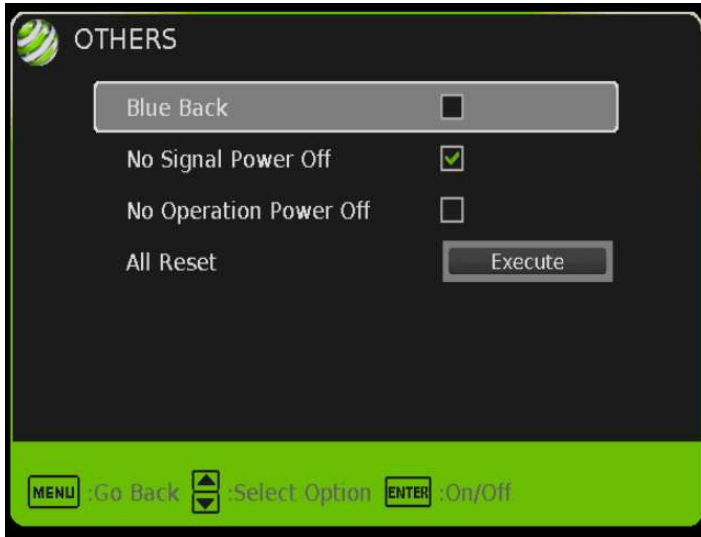 OTHERS
Blue Back
No Signal Power Off
No Operation Power Off
All Reset Execute
MENU :Go Back :Select Option ENTER :On/Off